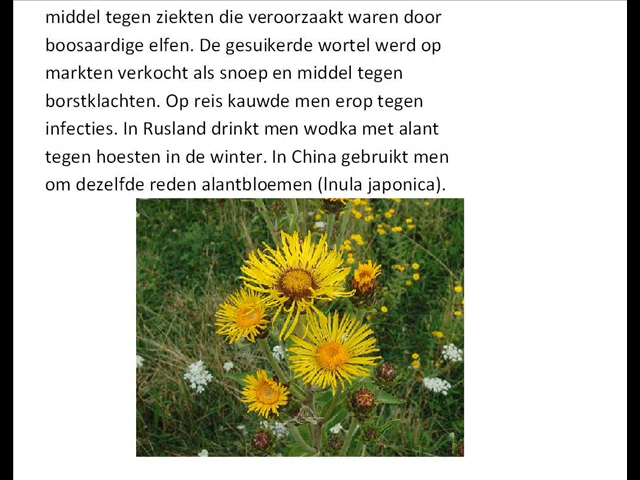 middel tegen ziekten die veroorzaakt waren door
boosaardige elfen. De gesuikerde wortel werd op
markten verkocht als snoep en middel tegen
borstklachten. Op reis kauwde men erop tegen
infecties. In Rusland drinkt men wodka met alant
tegen hoesten in de winter. In China gebruikt men
om dezelfde reden alantbloemen (lnula japonica).